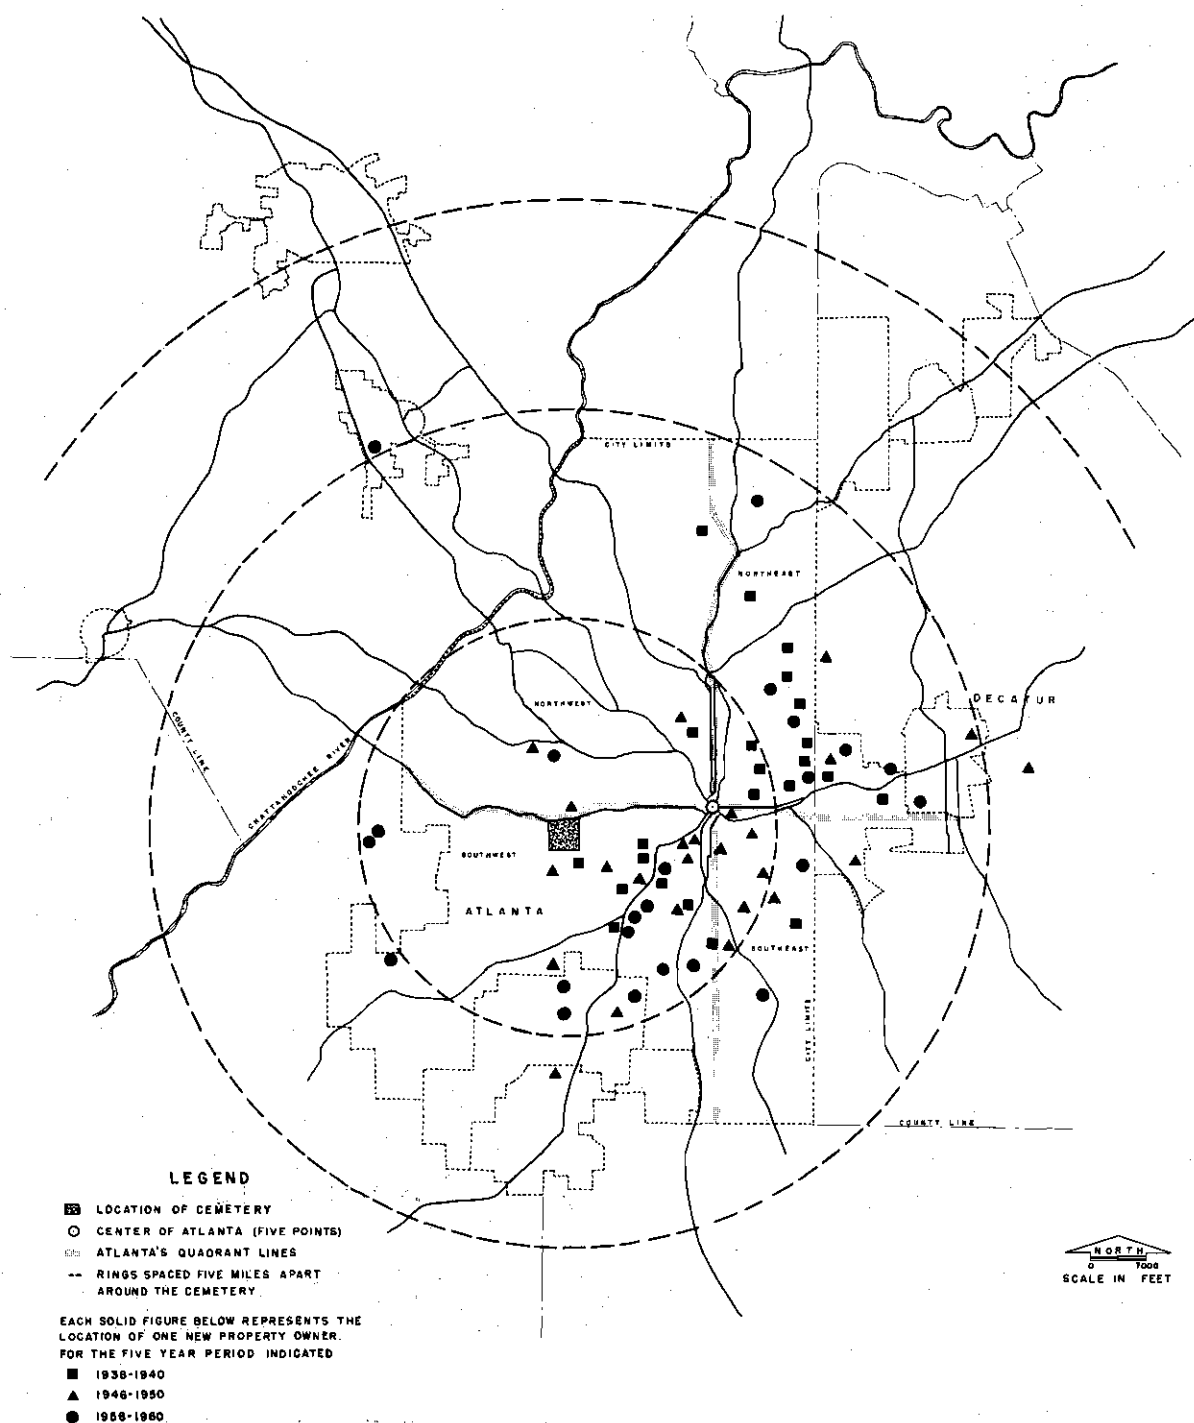 CITY LIMITS
NORTHEAST
DECATUR
NORTHWEST
COUNTY LINE
CHATTAHOOCHEE RIVER
SOUTHWEST
ATLANTA
SOUTHEAST
CITY LIMITS
COUNTY LINE
LEGEND
LOCATION OF CEMETERY
CENTER OF ATLANTA (FIVE POINTS)
ATLANTA'S QUADRANT LINES
RINGS SPACED FIVE MILES APART
AROUND THE CEMETERY
EACH SOLID FIGURE BELOW REPRESENTS THE
LOCATION OF ONE NEW PROPERTY OWNER.
FOR THE FIVE YEAR PERIOD INDICATED
1936-1940
1946-1950
1956-1960
NORTH
0 7000
SCALE IN FEET